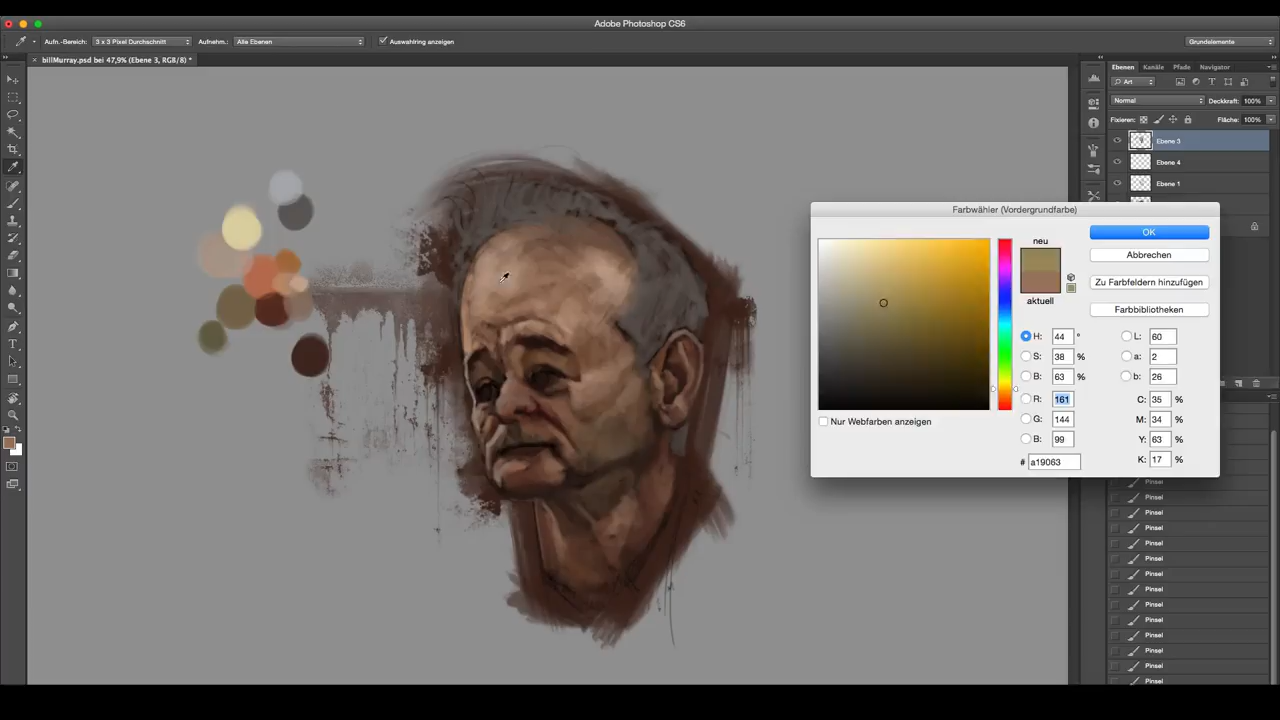 Adobe Photoshop CS6
Aufn.-Bereich: 3 x 3 Pixel Durchschnitt Aufnehm.: Alle Ebenen Auswahlring anzeigen Grundelemente
billMurray.psd bei 47,9% (Ebene 3, RGB/8) *
Ebenen Kanäle Pfade Navigator
Art
Normal Deckkraft: 100%
Fixieren: Fläche: 100%
Ebene 3
Ebene 4
Ebene 1
Farbwähler (Vordergrundfarbe)
neu
aktuell
OK
Abbrechen
Zu Farbfeldern hinzufügen
Farbbibliotheken
H: 44 °
S: 38 %
B: 63 %
R: 161
G: 144
B: 99
# a19063
L: 60
a: 2
b: 26
C: 35 %
M: 34 %
Y: 63 %
K: 17 %
Nur Webfarben anzeigen
Pinsel
Pinsel
Pinsel
Pinsel
Pinsel
Pinsel
Pinsel
Pinsel
Pinsel
Pinsel
Pinsel
Pinsel
Pinsel
Pinsel